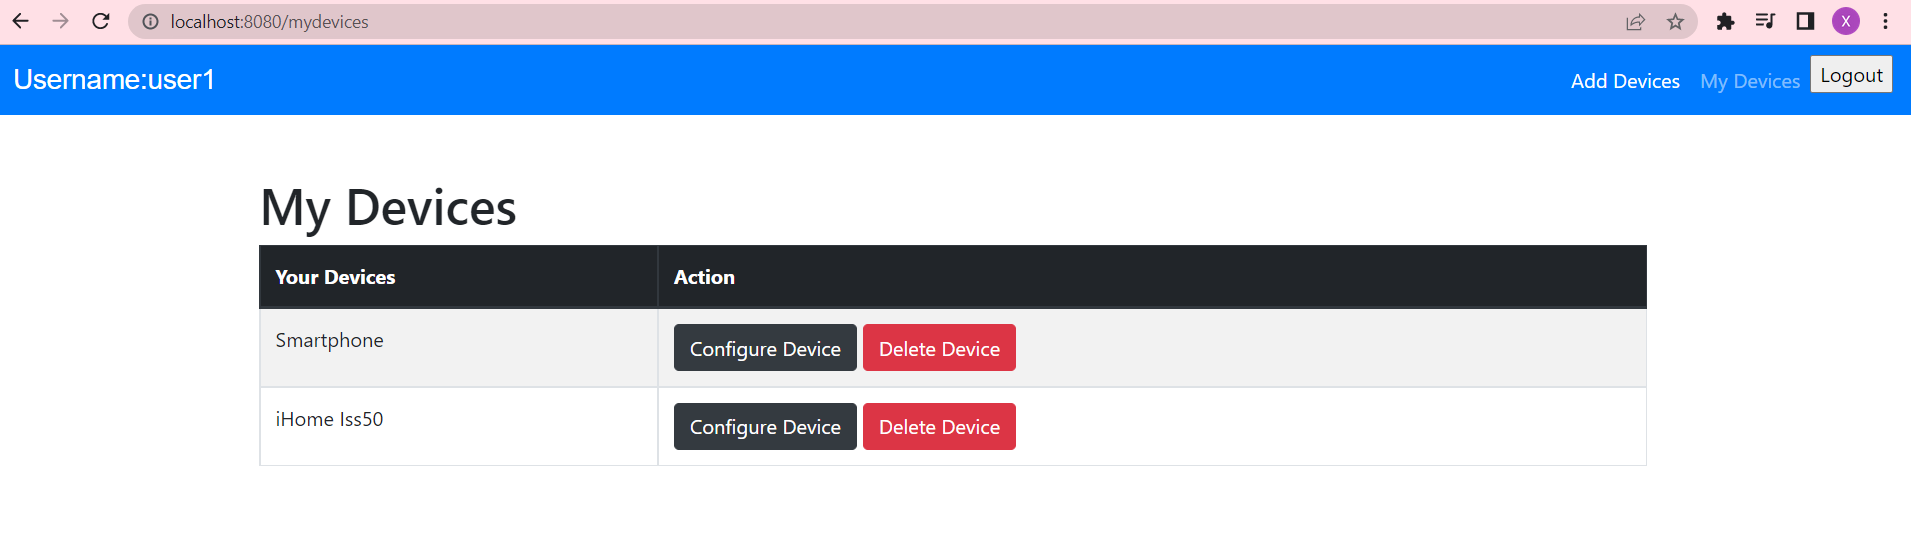 localhost:8080/mydevices
X
Username:user1
Add Devices My Devices Logout
My Devices
Your Devices Action
Smartphone Configure Device Delete Device
iHome Iss50 Configure Device Delete Device